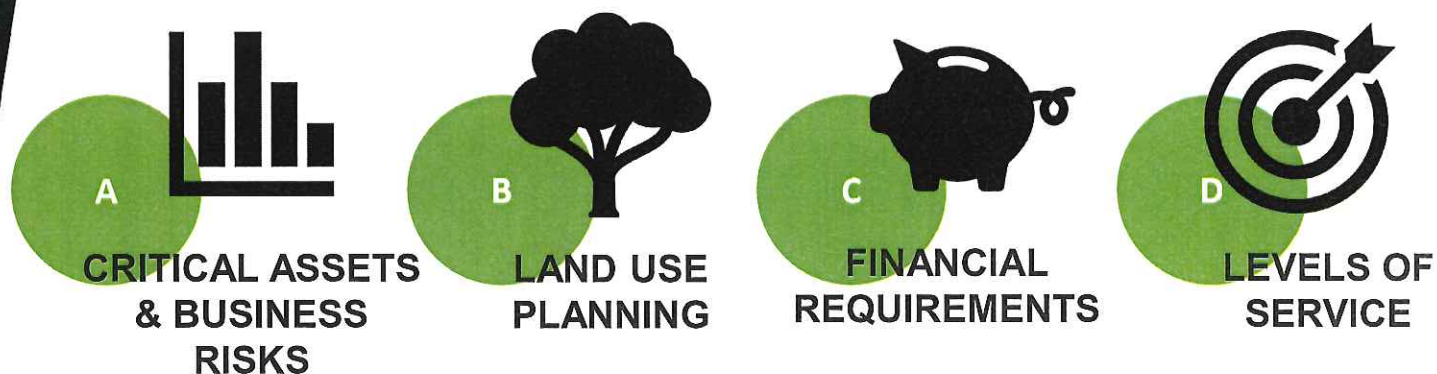 A
CRITICAL ASSETS
& BUSINESS
RISKS
B
LAND USE
PLANNING
C
FINANCIAL
REQUIREMENTS
D
LEVELS OF
SERVICE